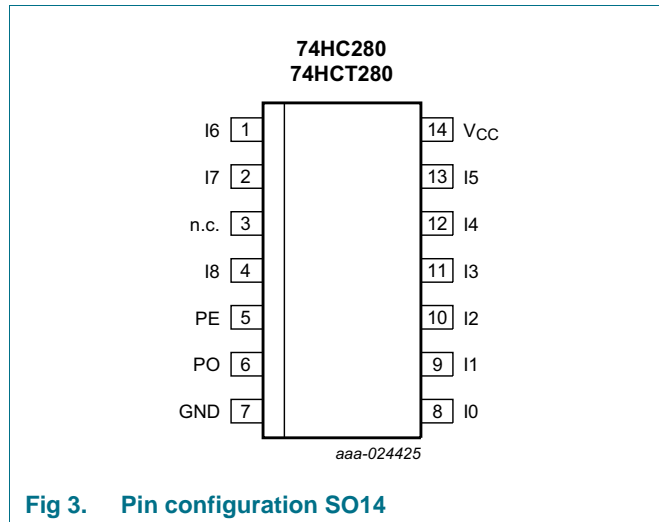 74HC280
74HCT280
I6 1 14 VCC
I7 2 13 I5
n.c. 3 12 I4
I8 4 11 I3
PE 5 10 I2
PO 6 9 I1
GND 7 8 I0
aaa-024425
Fig 3. Pin configuration SO14